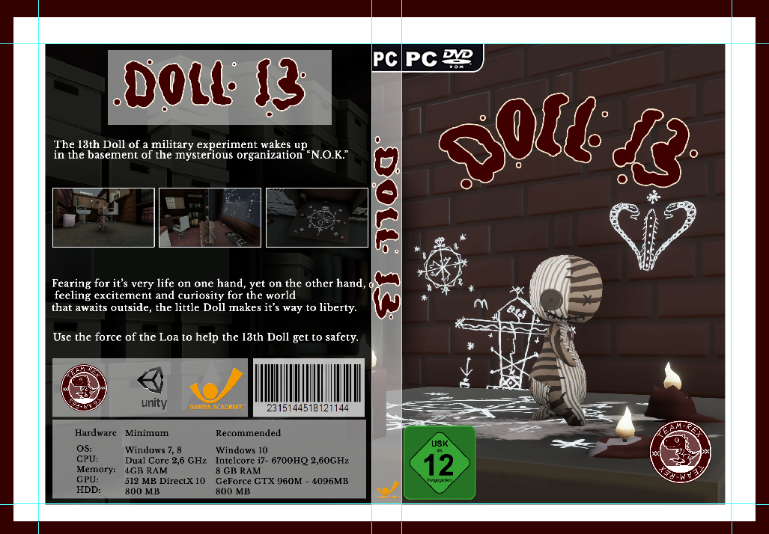 DOLL 13
The 13th Doll of a military experiment wakes up
in the basement of the mysterious organization "N.O.K."
Fearing for it's very life on one hand, yet on the other hand,
feeling excitement and curiosity for the world
that awaits outside, the little Doll makes it's way to liberty.
Use the force of the Loa to help the 13th Doll get to safety.
TEAM-REX
unity
GAMES ACADEMY
2315144518121144
Hardware Minimum Recommended
OS: Windows 7, 8 Windows 10
CPU: Dual Core 2,6 GHz Intelcore i7- 6700HQ 2,60GHz
Memory: 4GB RAM 8 GB RAM
GPU: 512 MB DirectX 10 GeForce GTX 960M - 4096MB
HDD: 800 MB 800 MB
PC
DOLL 13
PC DVD
ROM
DOLL 13
USK
ab
12
freigegeben
TEAM-REX
TEAM-REX